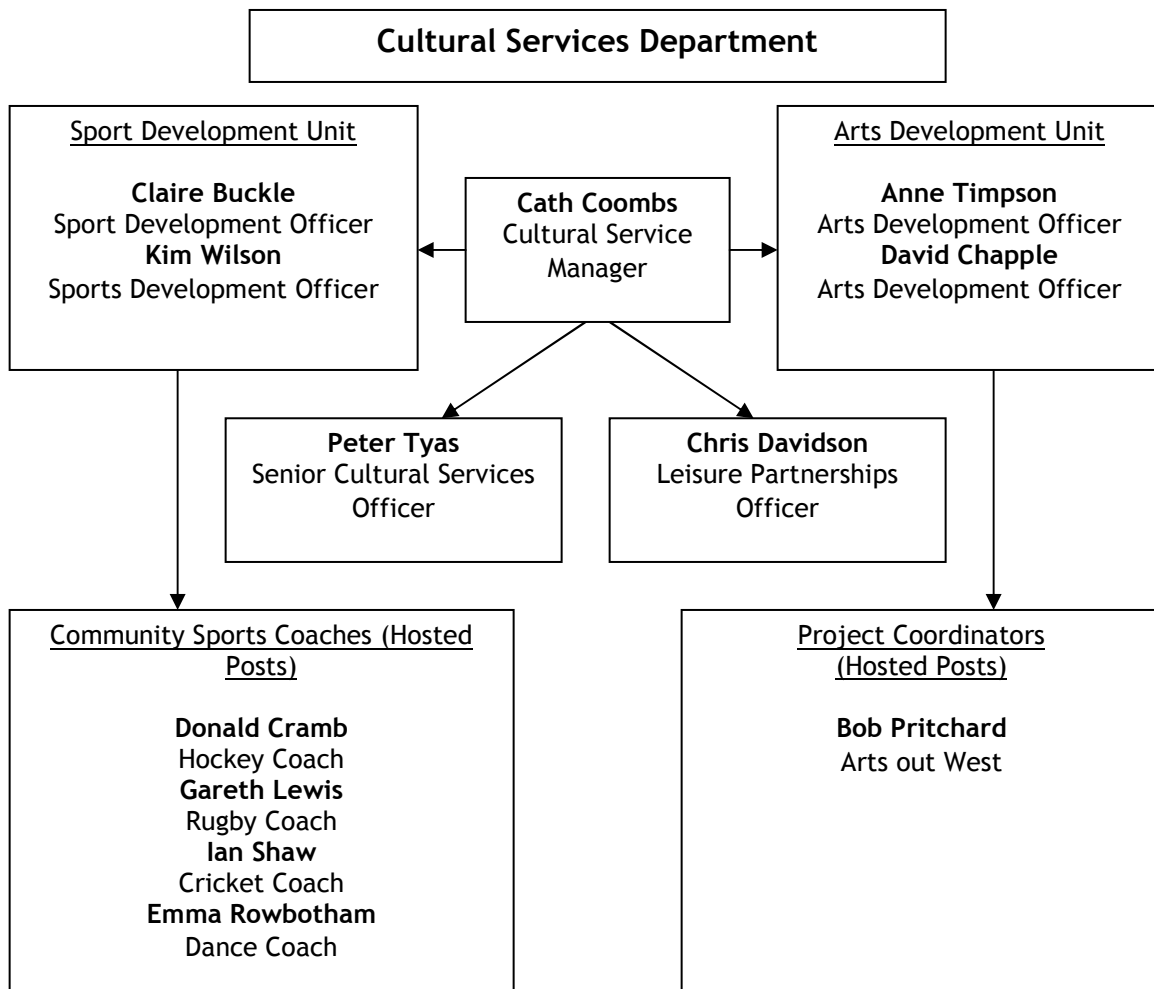 Cultural Services Department
Sport Development Unit
Claire Buckle
Sport Development Officer
Kim Wilson
Sports Development Officer
Cath Coombs
Cultural Service
Manager
Arts Development Unit
Anne Timpson
Arts Development Officer
David Chapple
Arts Development Officer
Peter Tyas
Senior Cultural Services
Officer
Chris Davidson
Leisure Partnerships
Officer
Community Sports Coaches (Hosted
Posts)
Donald Cramb
Hockey Coach
Gareth Lewis
Rugby Coach
Ian Shaw
Cricket Coach
Emma Rowbotham
Dance Coach
Project Coordinators
(Hosted Posts)
Bob Pritchard
Arts out West